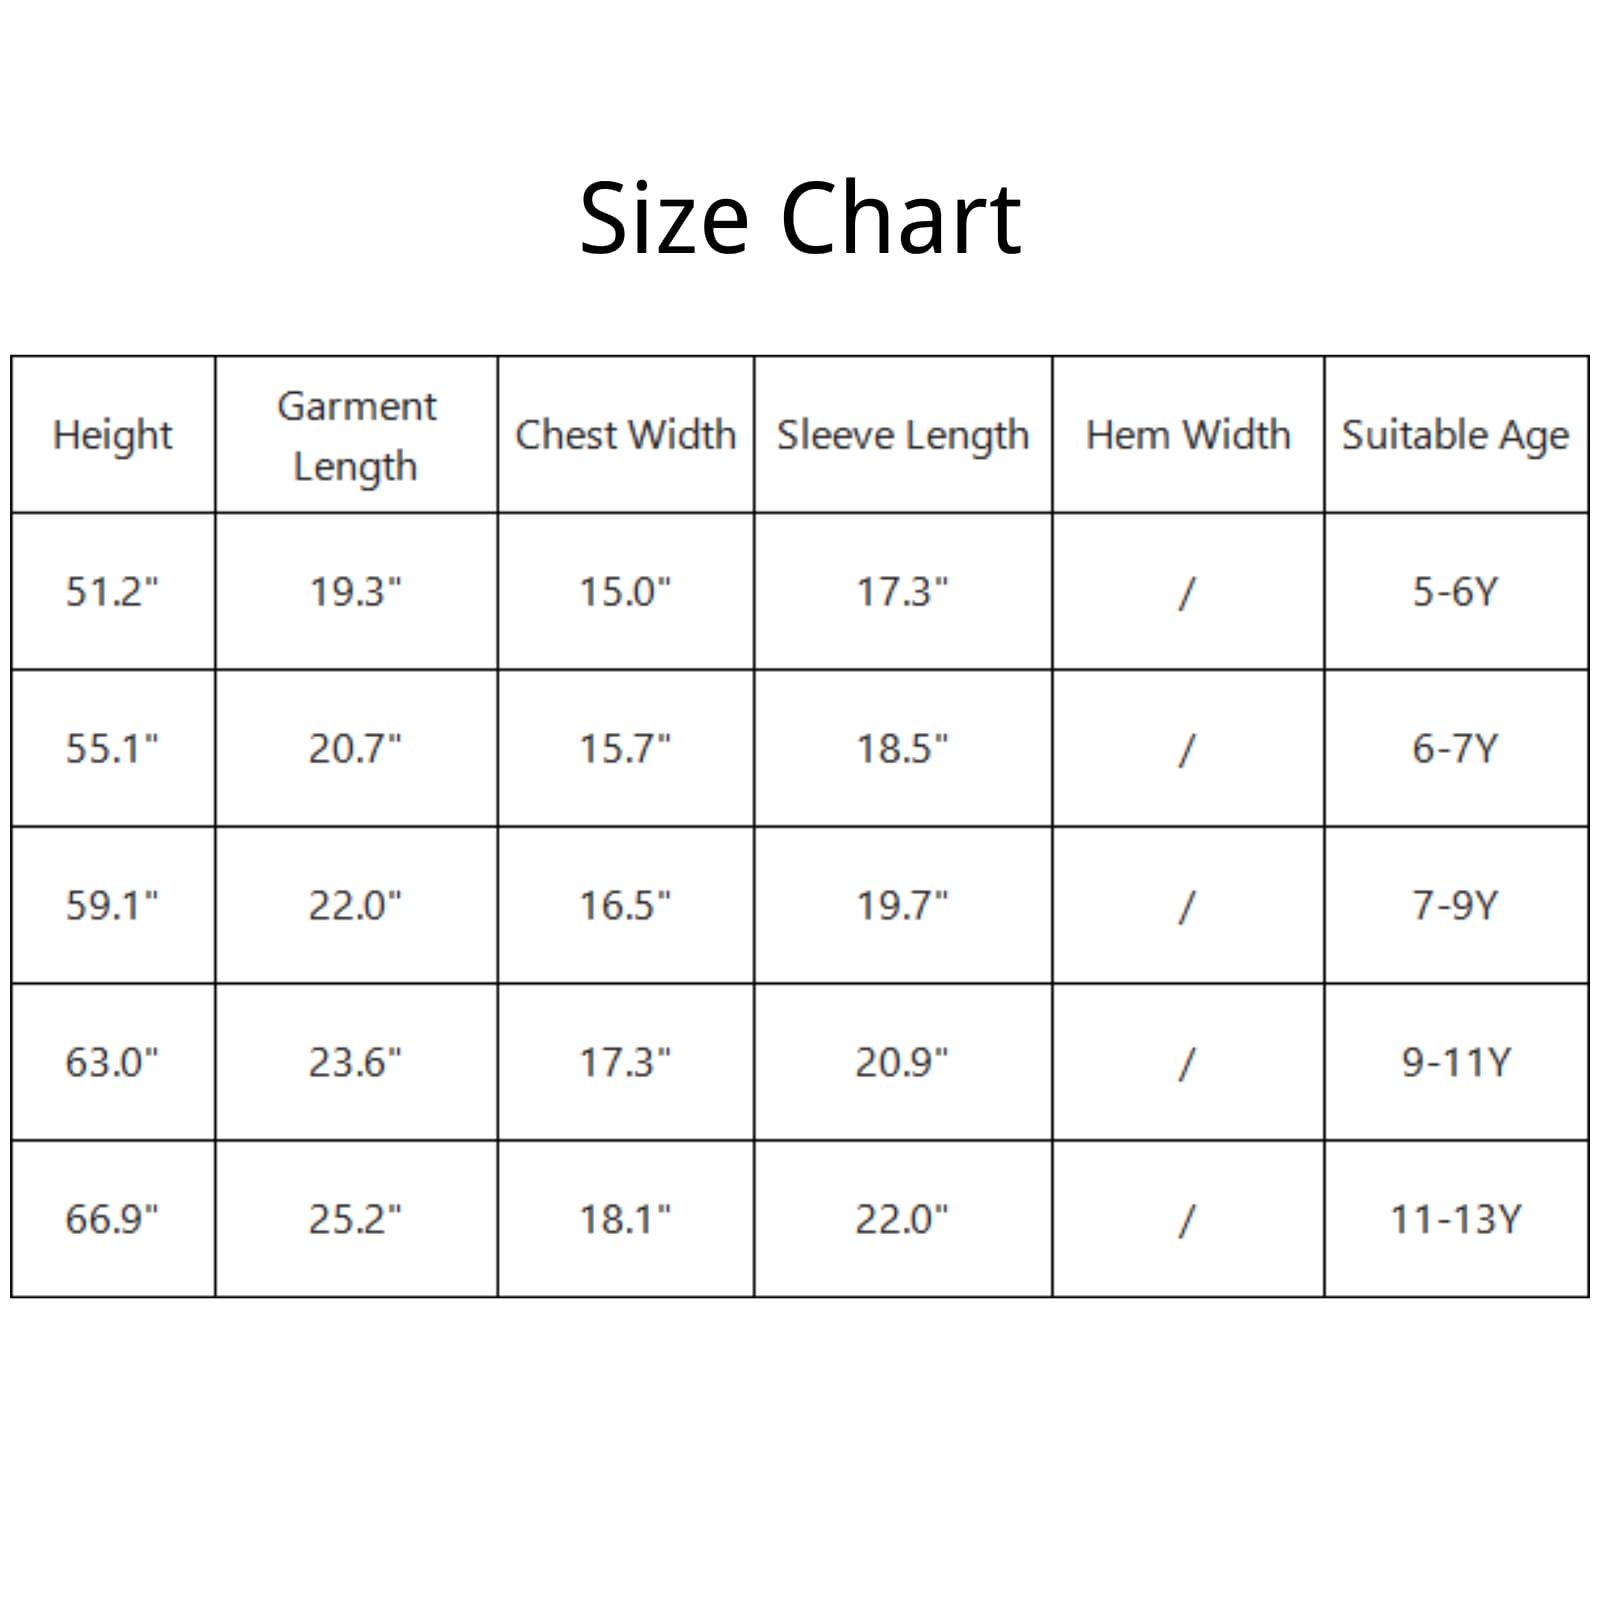 Size Chart
Height Garment Length Chest Width Sleeve Length Hem Width Suitable Age
51.2" 19.3" 15.0" 17.3" / 5-6Y
55.1" 20.7" 15.7" 18.5" / 6-7Y
59.1" 22.0" 16.5" 19.7" / 7-9Y
63.0" 23.6" 17.3" 20.9" / 9-11Y
66.9" 25.2" 18.1" 22.0" / 11-13Y